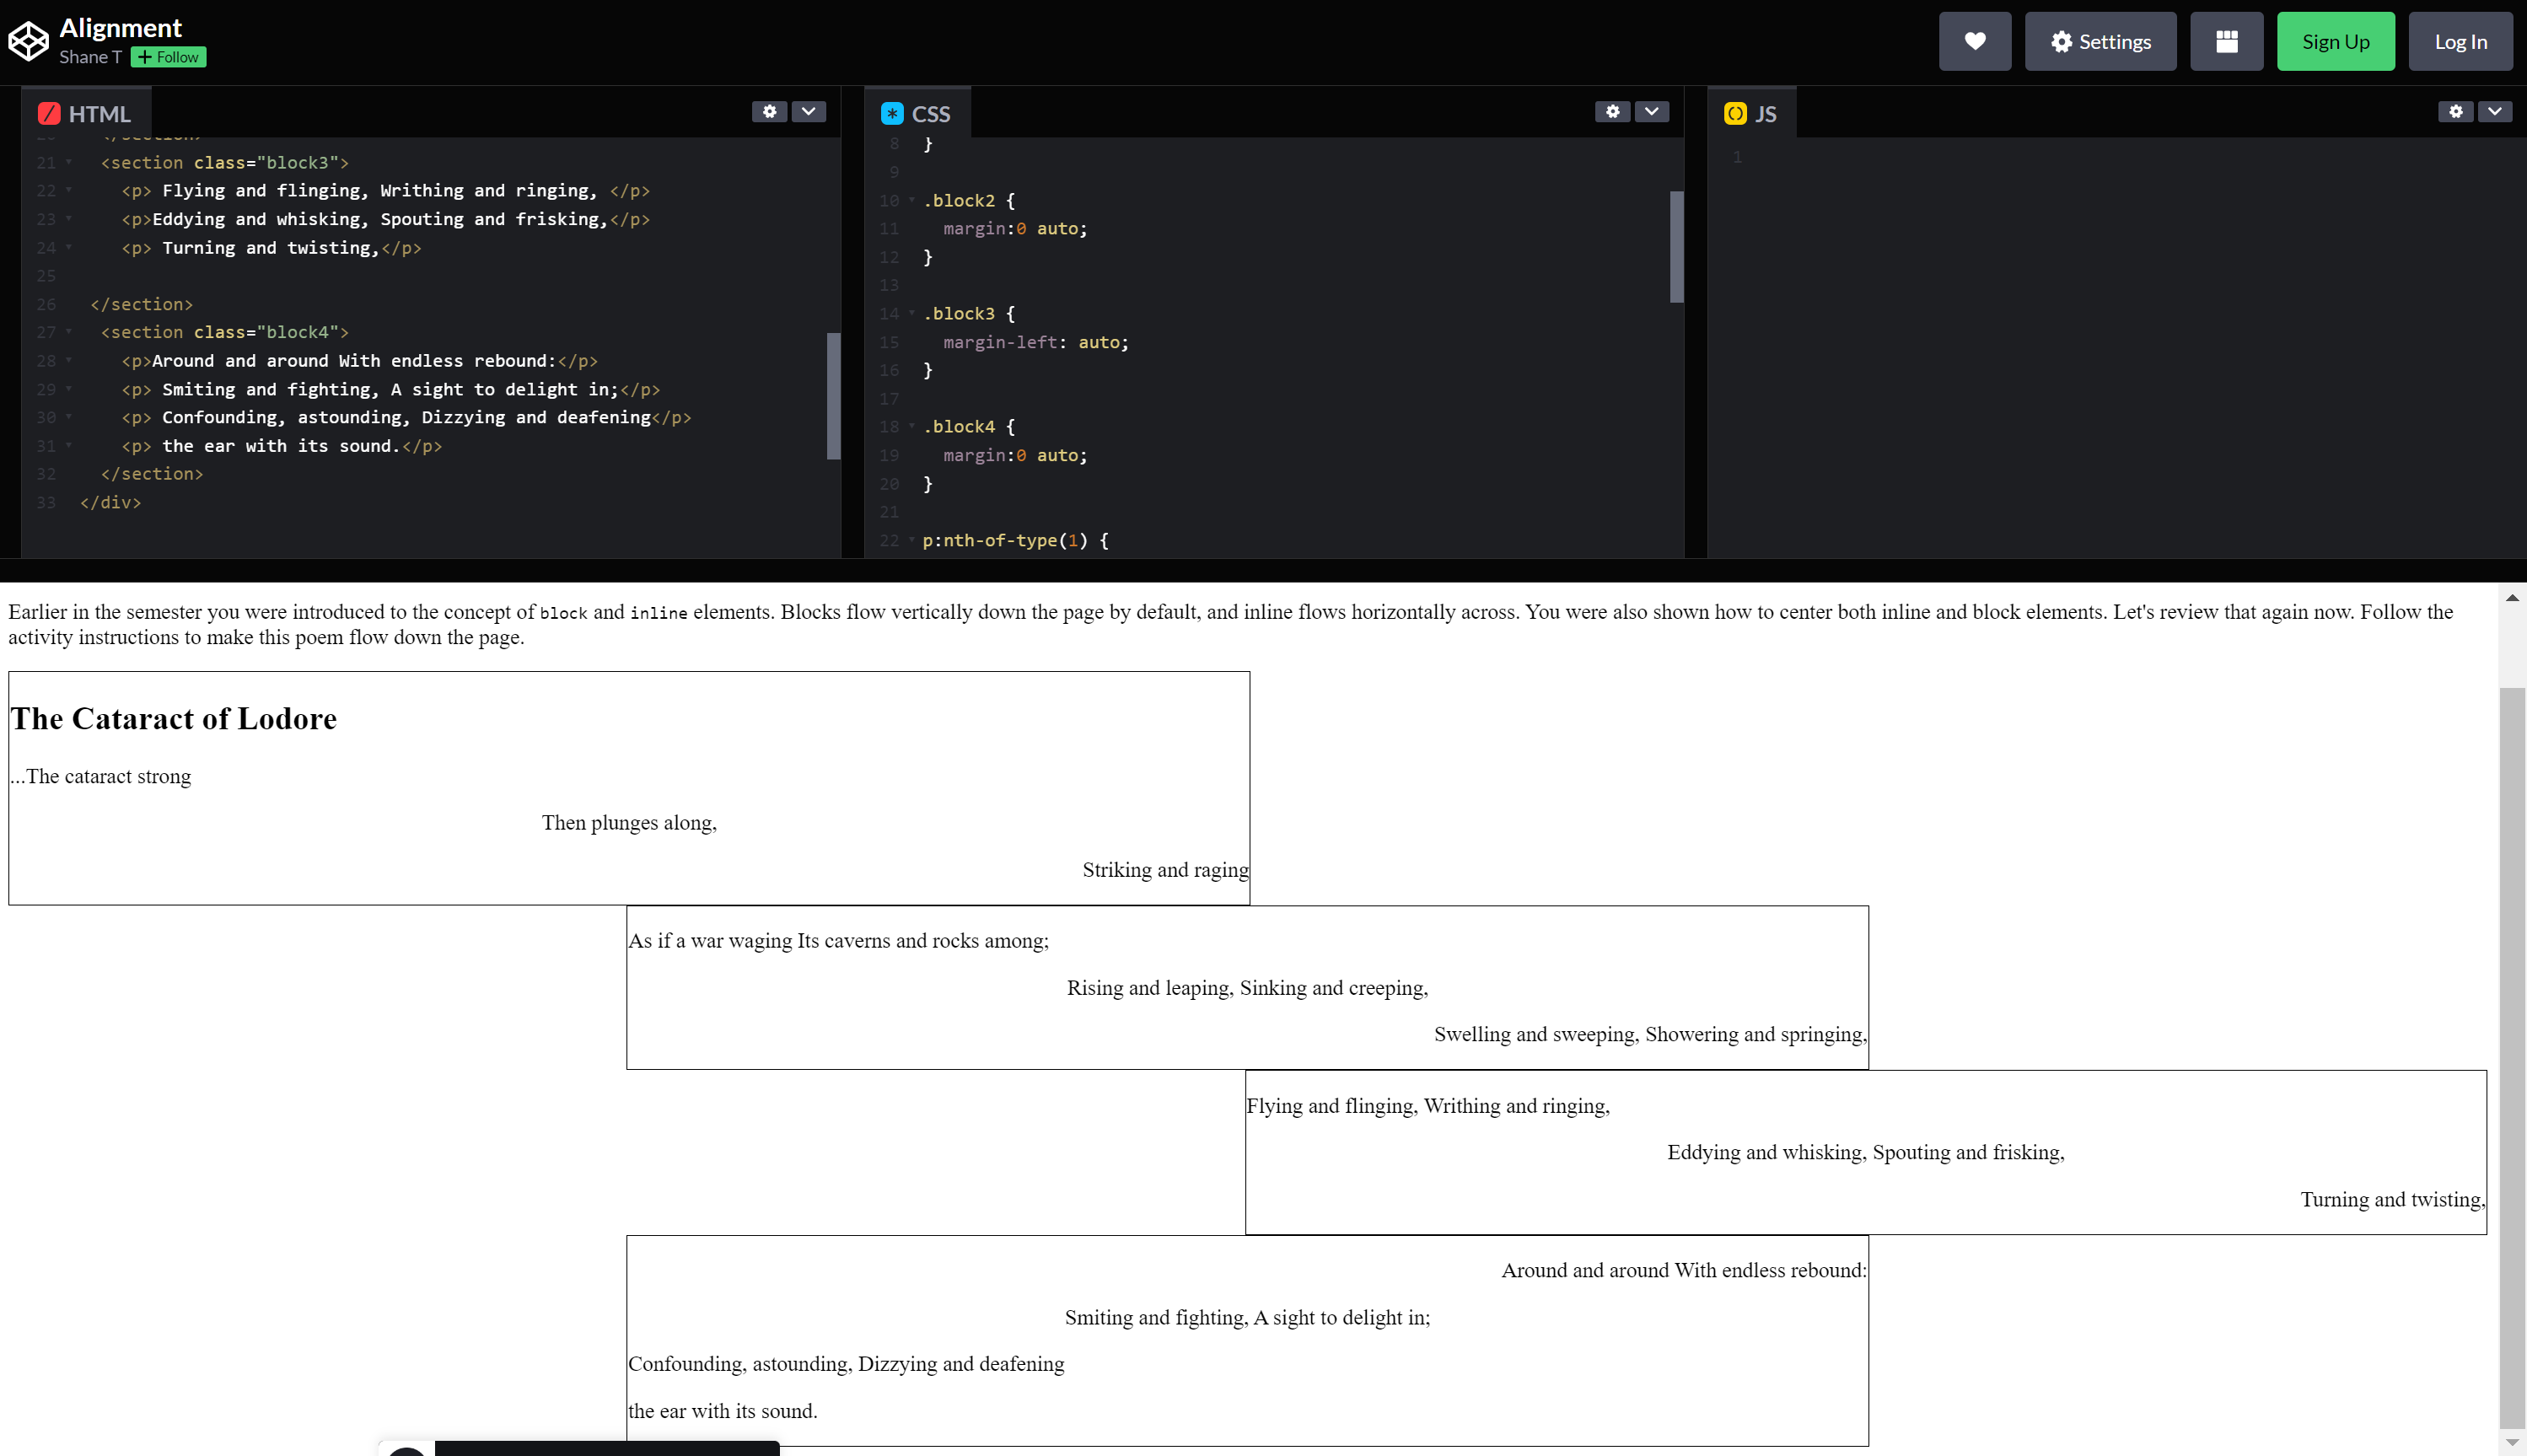 Alignment
Shane T + Follow
Settings
Sign Up
Log In
HTML
20 </section>
21 <section class="block3">
22 <p> Flying and flinging, Writhing and ringing, </p>
23 <p>Eddying and whisking, Spouting and frisking,</p>
24 <p> Turning and twisting,</p>
25
26 </section>
27 <section class="block4">
28 <p>Around and around With endless rebound:</p>
29 <p> Smiting and fighting, A sight to delight in;</p>
30 <p> Confounding, astounding, Dizzying and deafening</p>
31 <p> the ear with its sound.</p>
32 </section>
33 </div>
CSS
8 }
9
10 .block2 {
11 margin:0 auto;
12 }
13
14 .block3 {
15 margin-left: auto;
16 }
17
18 .block4 {
19 margin:0 auto;
20 }
21
22 p:nth-of-type(1) {
JS
1
Earlier in the semester you were introduced to the concept of block and inline elements. Blocks flow vertically down the page by default, and inline flows horizontally across. You were also shown how to center both inline and block elements. Let's review that again now. Follow the
activity instructions to make this poem flow down the page.
The Cataract of Lodore
...The cataract strong
Then plunges along,
Striking and raging
As if a war waging Its caverns and rocks among;
Rising and leaping, Sinking and creeping,
Swelling and sweeping, Showering and springing,
Flying and flinging, Writhing and ringing,
Eddying and whisking, Spouting and frisking,
Turning and twisting,
Around and around With endless rebound:
Smiting and fighting, A sight to delight in;
Confounding, astounding, Dizzying and deafening
the ear with its sound.